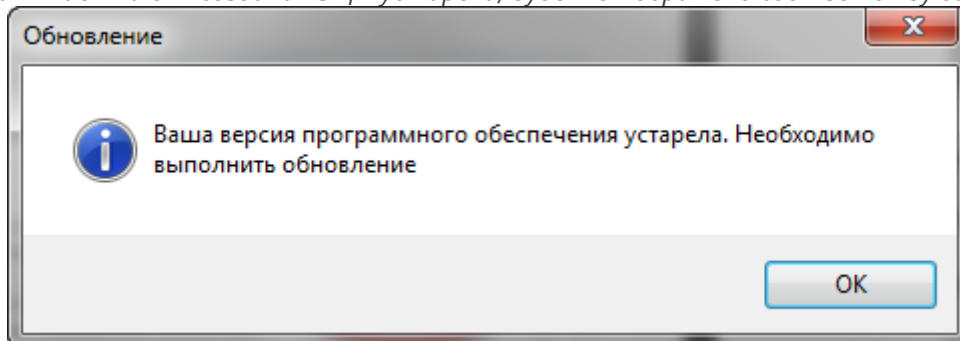 Обновление
Ваша версия программного обеспечения устарела. Необходимо
выполнить обновление
OK